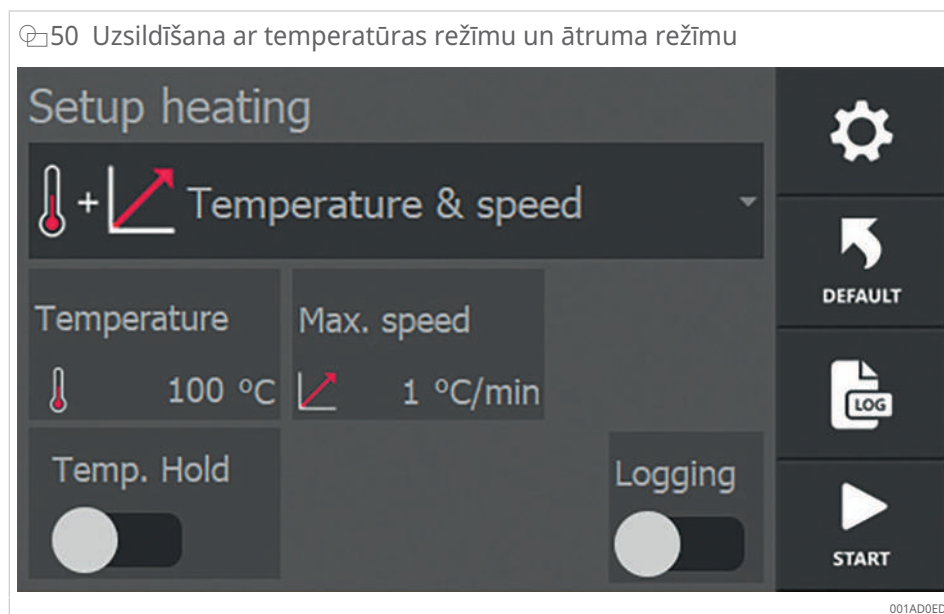 50 Uzsildīšana ar temperatūras režīmu un ātruma režīmu
Setup heating
+ Temperature & speed
DEFAULT
Temperature
100 °C
Max. speed
1 °C/min
LOG
Temp. Hold
Logging
START
001AD0ED